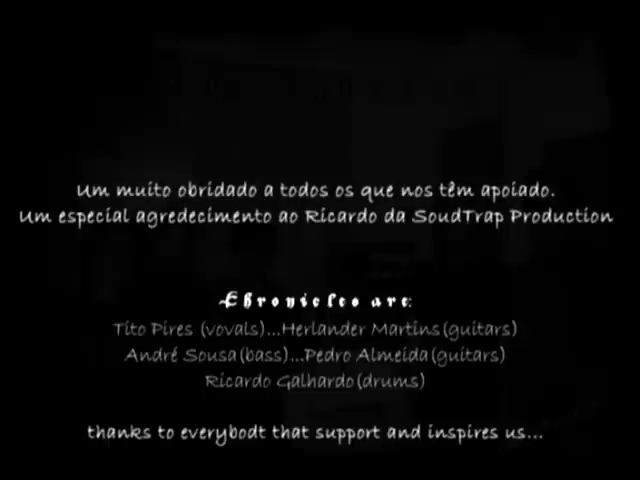 Um muito obridado a todos os que nos têm apoiado.
Um especial agredecimento ao Ricardo da SoudTrap Production
Chronicles are:
Tito Pires (vovals)...Herlander Martins(guitars)
André Sousa(bass)...Pedro Almeida(guitars)
Ricardo Galhardo(drums)
thanks to everybodt that support and inspires us...